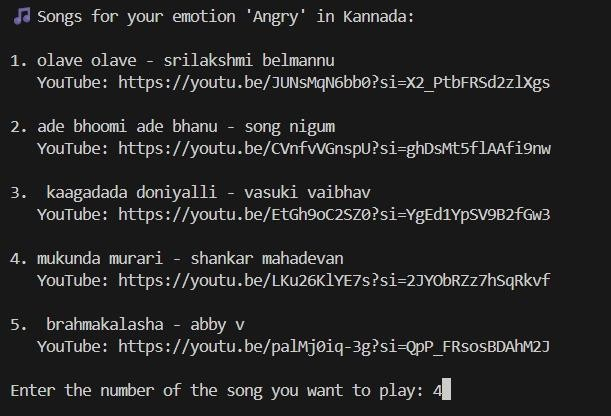 🎵 Songs for your emotion 'Angry' in Kannada:
1. olave olave - srilakshmi belmannu
YouTube: https://youtu.be/JUNsMqN6bb0?si=X2_PtbFRSd2zlXgs
2. ade bhoomi ade bhanu - song nigum
YouTube: https://youtu.be/CVnfvVGnspU?si=ghDsMt5flAAfi9nw
3.  kaagadada doniyalli - vasuki vaibhav
YouTube: https://youtu.be/EtGh9oC2SZ0?si=YgEd1YpSV9B2fGw3
4. mukunda murari - shankar mahadevan
YouTube: https://youtu.be/LKu26KlYE7s?si=2JYObRZz7hSqRkvf
5.  brahmakalasha - abby v
YouTube: https://youtu.be/palMj0iq-3g?si=QpP_FRsosBDAhM2J
Enter the number of the song you want to play: 4